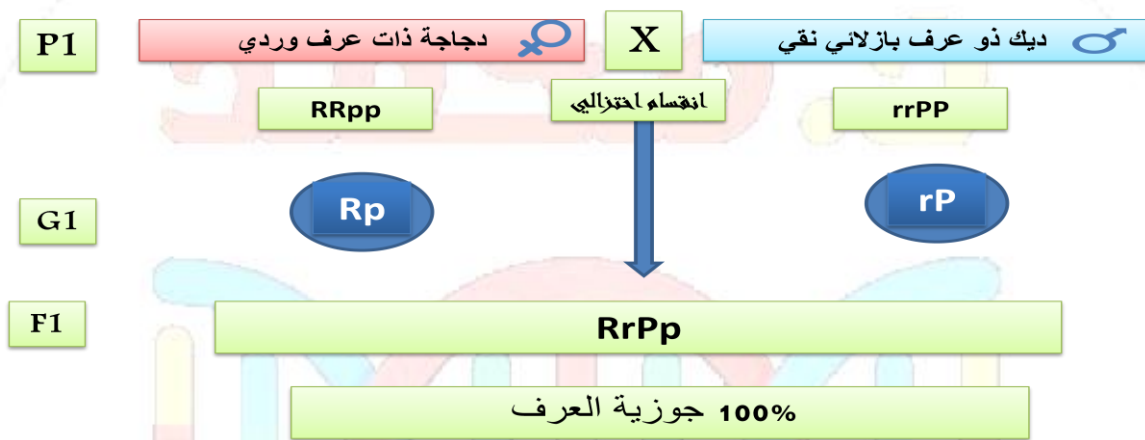 P1
دجاجة ذات عرف وردي
X
ديك ذو عرف بازلائي نقي
RRpp
انقسام اختزالي
rrPP
G1
Rp
rP
F1
RrPp
100% جوزية العرف